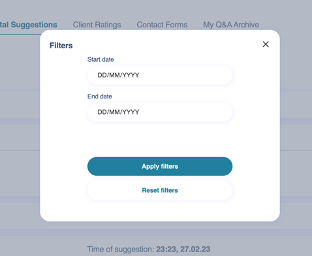 tal Suggestions Client Ratings Contact Forms My Q&A Archive
Filters
Start date
DD/MM/YYYY
End date
DD/MM/YYYY
Apply filters
Reset filters
Time of suggestion: 23:23, 27.02.23